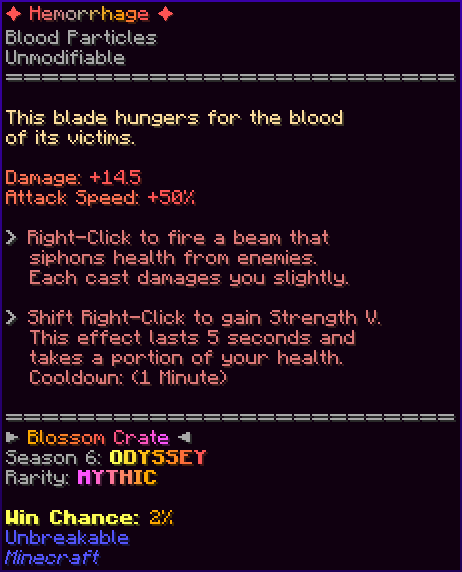 ✦ Hemorrhage ✦
Blood Particles
Unmodifiable
================================
This blade hungers for the blood
of its victims.
Damage: +14.5
Attack Speed: +50%
> Right-Click to fire a beam that
siphons health from enemies.
Each cast damages you slightly.
> Shift Right-Click to gain Strength V.
This effect lasts 5 seconds and
takes a portion of your health.
Cooldown: (1 Minute)
================================
► Blossom Crate ◄
Season 6: ODYSSEY
Rarity: MYTHIC
Win Chance: 2%
Unbreakable
Minecraft